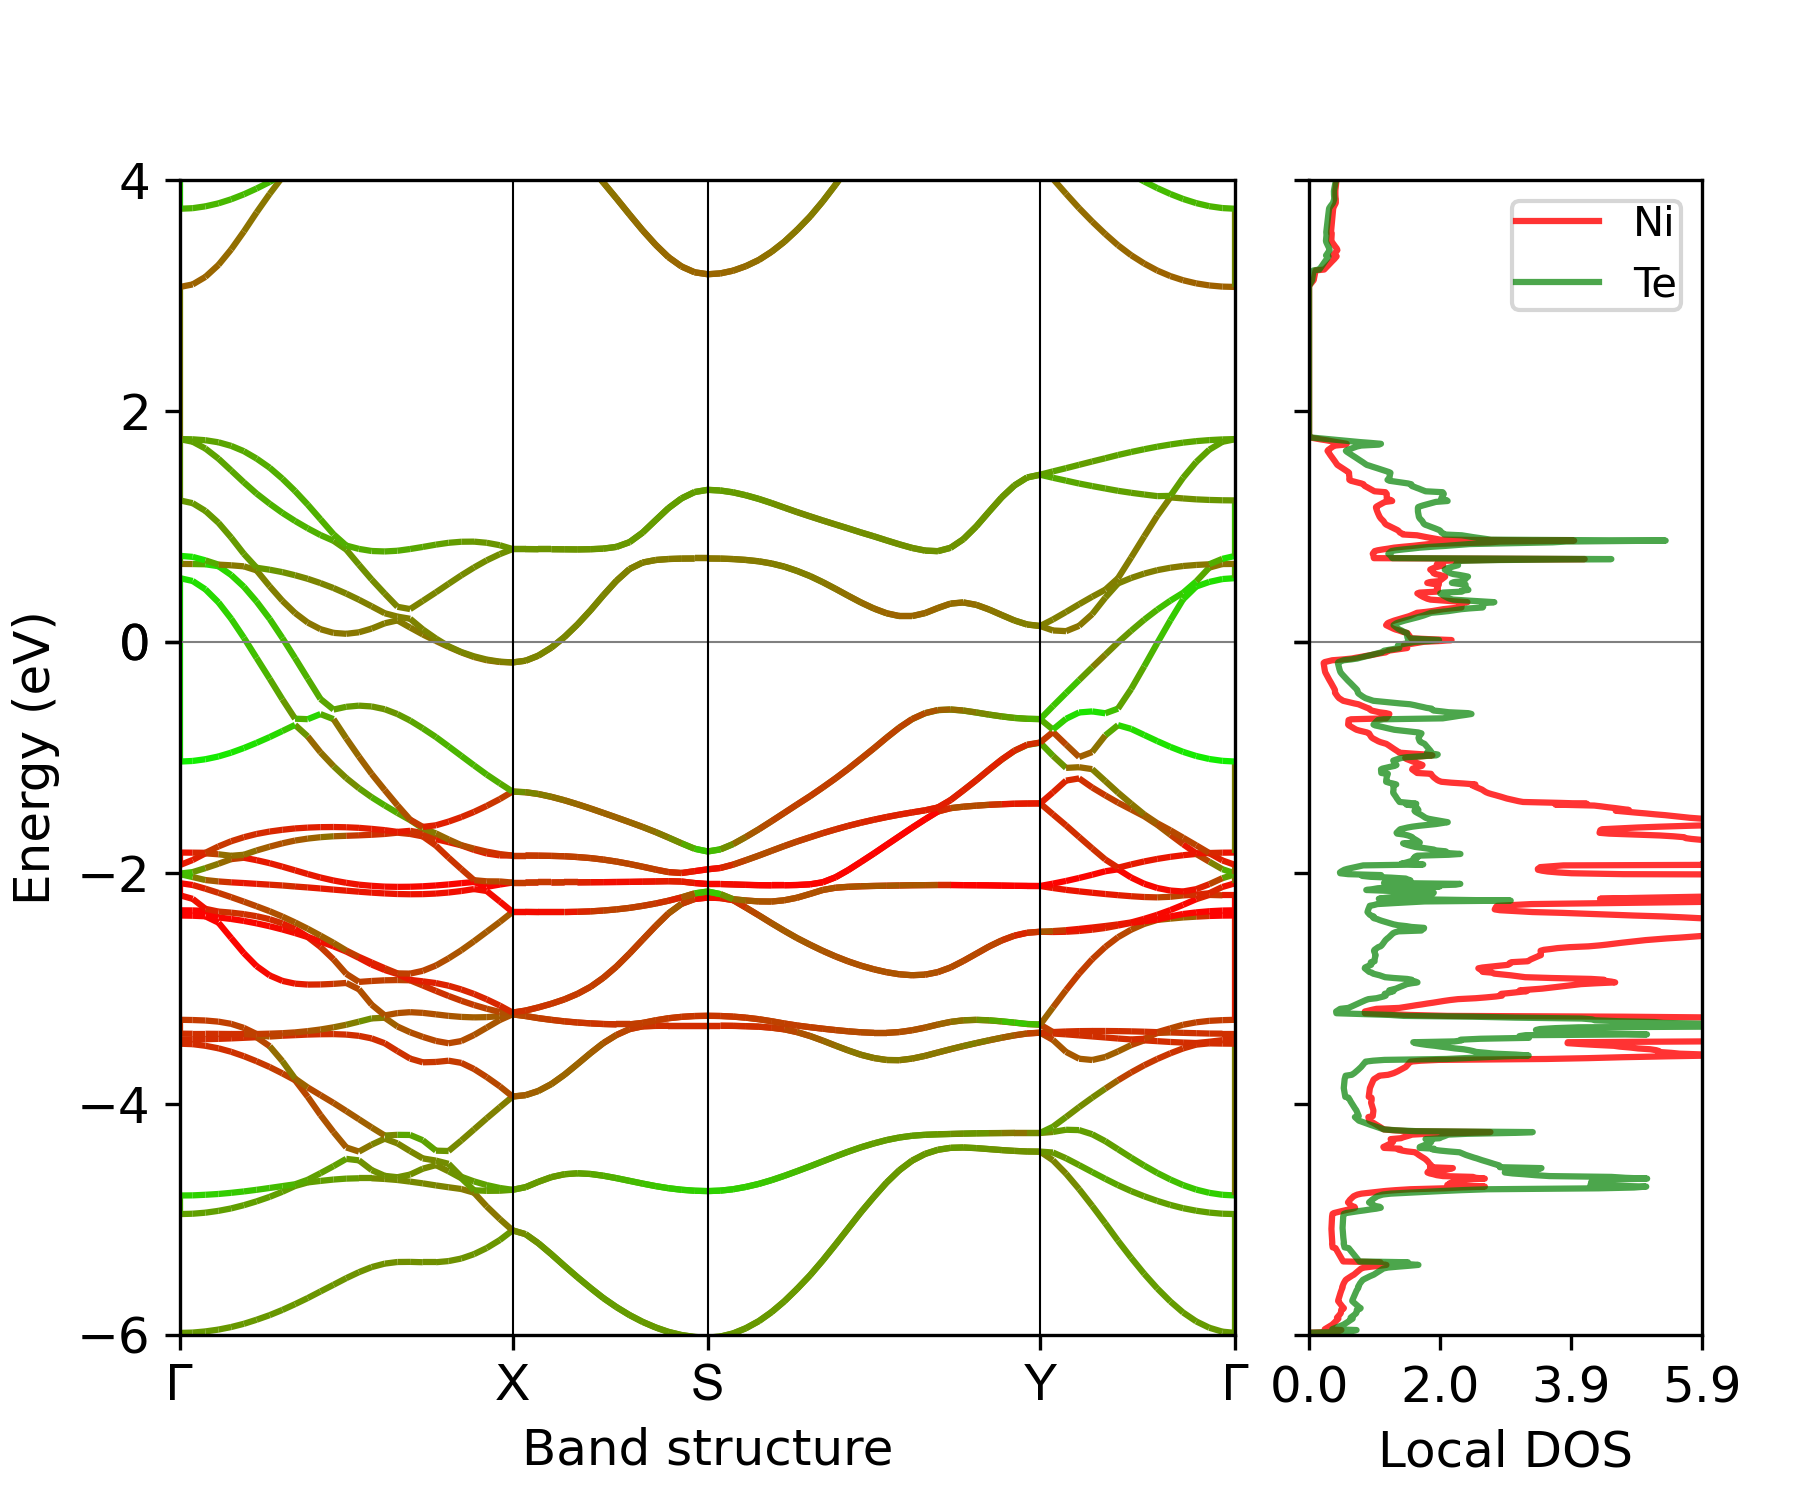 4
2
0
−2
−4
−6
Energy (eV)
Γ X S Y Γ
Band structure
Ni
Te
0.0 2.0 3.9 5.9
Local DOS